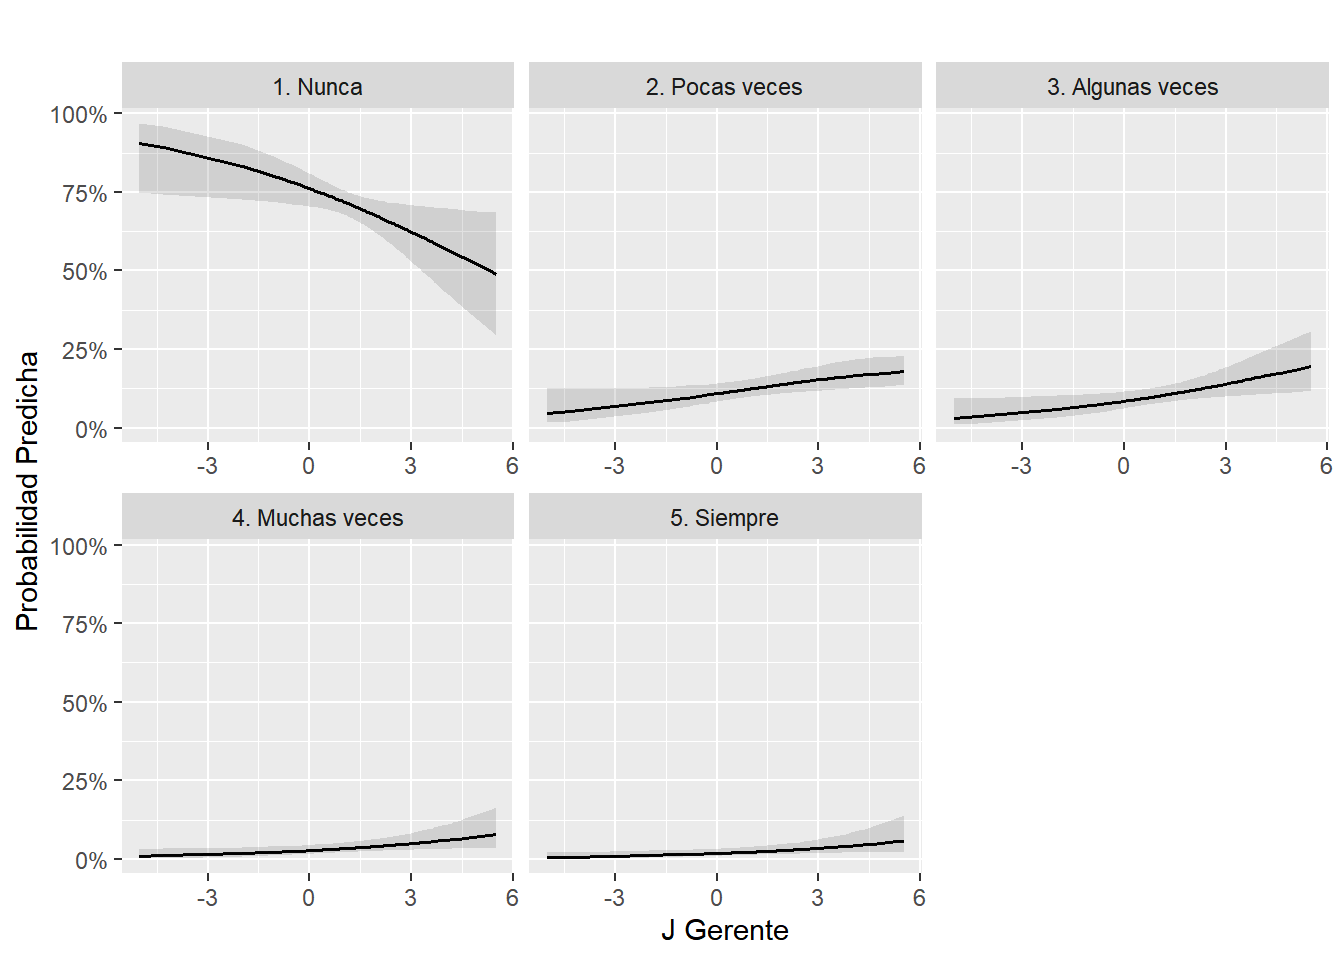 1. Nunca
2. Pocas veces
3. Algunas veces
100%
75%
50%
25%
0%
-3 0 3 6
-3 0 3 6
-3 0 3 6
4. Muchas veces
5. Siempre
100%
75%
50%
25%
0%
-3 0 3 6
-3 0 3 6
Probabilidad Predicha
J Gerente